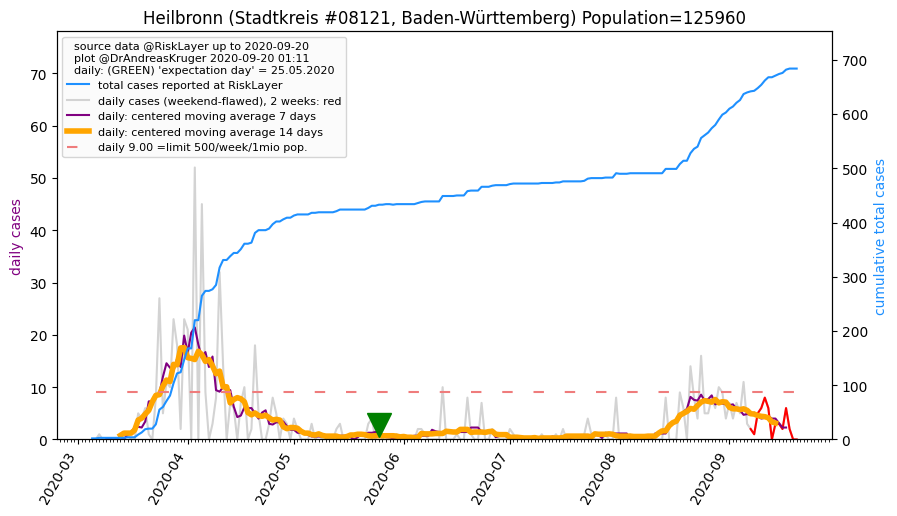 Heilbronn (Stadtkreis #08121, Baden-Württemberg) Population=125960
source data @RiskLayer up to 2020-09-20
plot @DrAndreasKruger 2020-09-20 01:11
daily: (GREEN) 'expectation day' = 25.05.2020
total cases reported at RiskLayer
daily cases (weekend-flawed), 2 weeks: red
daily: centered moving average 7 days
daily: centered moving average 14 days
daily 9.00 =limit 500/week/1mio pop.
daily cases
70
60
50
40
30
20
10
0
cumulative total cases
700
600
500
400
300
200
100
0
2020-03
2020-04
2020-05
2020-06
2020-07
2020-08
2020-09